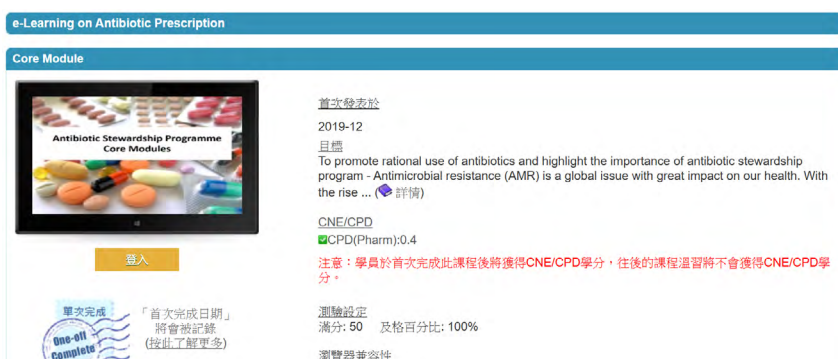 e-Learning on Antibiotic Prescription
Core Module
Antibiotic Stewardship Programme
Core Modules
登入
單次完成
One-off
Complete
「首次完成日期」
將會被記錄
(按此了解更多)
首次發表於
2019-12
目標
To promote rational use of antibiotics and highlight the importance of antibiotic stewardship
program - Antimicrobial resistance (AMR) is a global issue with great impact on our health. With
the rise ... (詳情)
CNE/CPD
CPD(Pharm):0.4
注意：學員於首次完成此課程後將獲得CNE/CPD學分，往後的課程溫習將不會獲得CNE/CPD學
分。
測驗設定
滿分: 50 及格百分比: 100%
瀏覽器兼容性